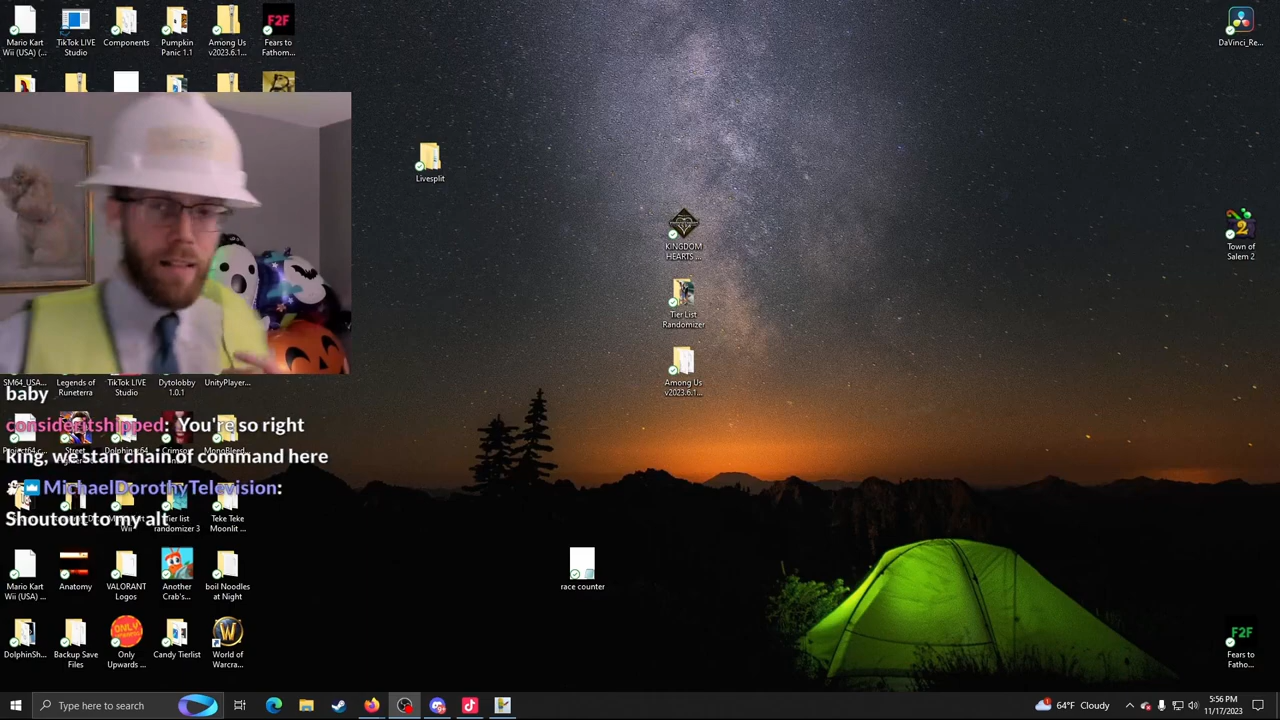 Mario Kart
Wii (USA) (...
TikTok LIVE
Studio
Components
Pumpkin
Panic 1.1
Among Us
v2023.6.1...
F2F
Fears to
Fathom...
DaVinci_Re...
Livesplit
KINGDOM
HEARTS ...
Town of
Salem 2
Tier List
Randomizer
Among Us
v2023.6.1...
SM64_USA...
Legends of
Runeterra
TikTok LIVE
Studio
Dytolobby
1.0.1
UnityPlayer...
baby
consideritshipped: You're so right
king, we stan chain of command here
MichaelDorothyTelevision:
Shoutout to my alt
Tier list
randomizer 3
Teke Teke
Moonlit ...
Mario Kart
Wii (USA) ...
Anatomy
VALORANT
Logos
Another
Crab's...
boil Noodles
at Night
race counter
DolphinSh...
Backup Save
Files
ONLY
UPWARDS
Only
Upwards ...
Candy Tierlist
World of
Warcra...
F2F
Fears to
Fatho...
Type here to search
64°F Cloudy
5:56 PM
11/17/2023